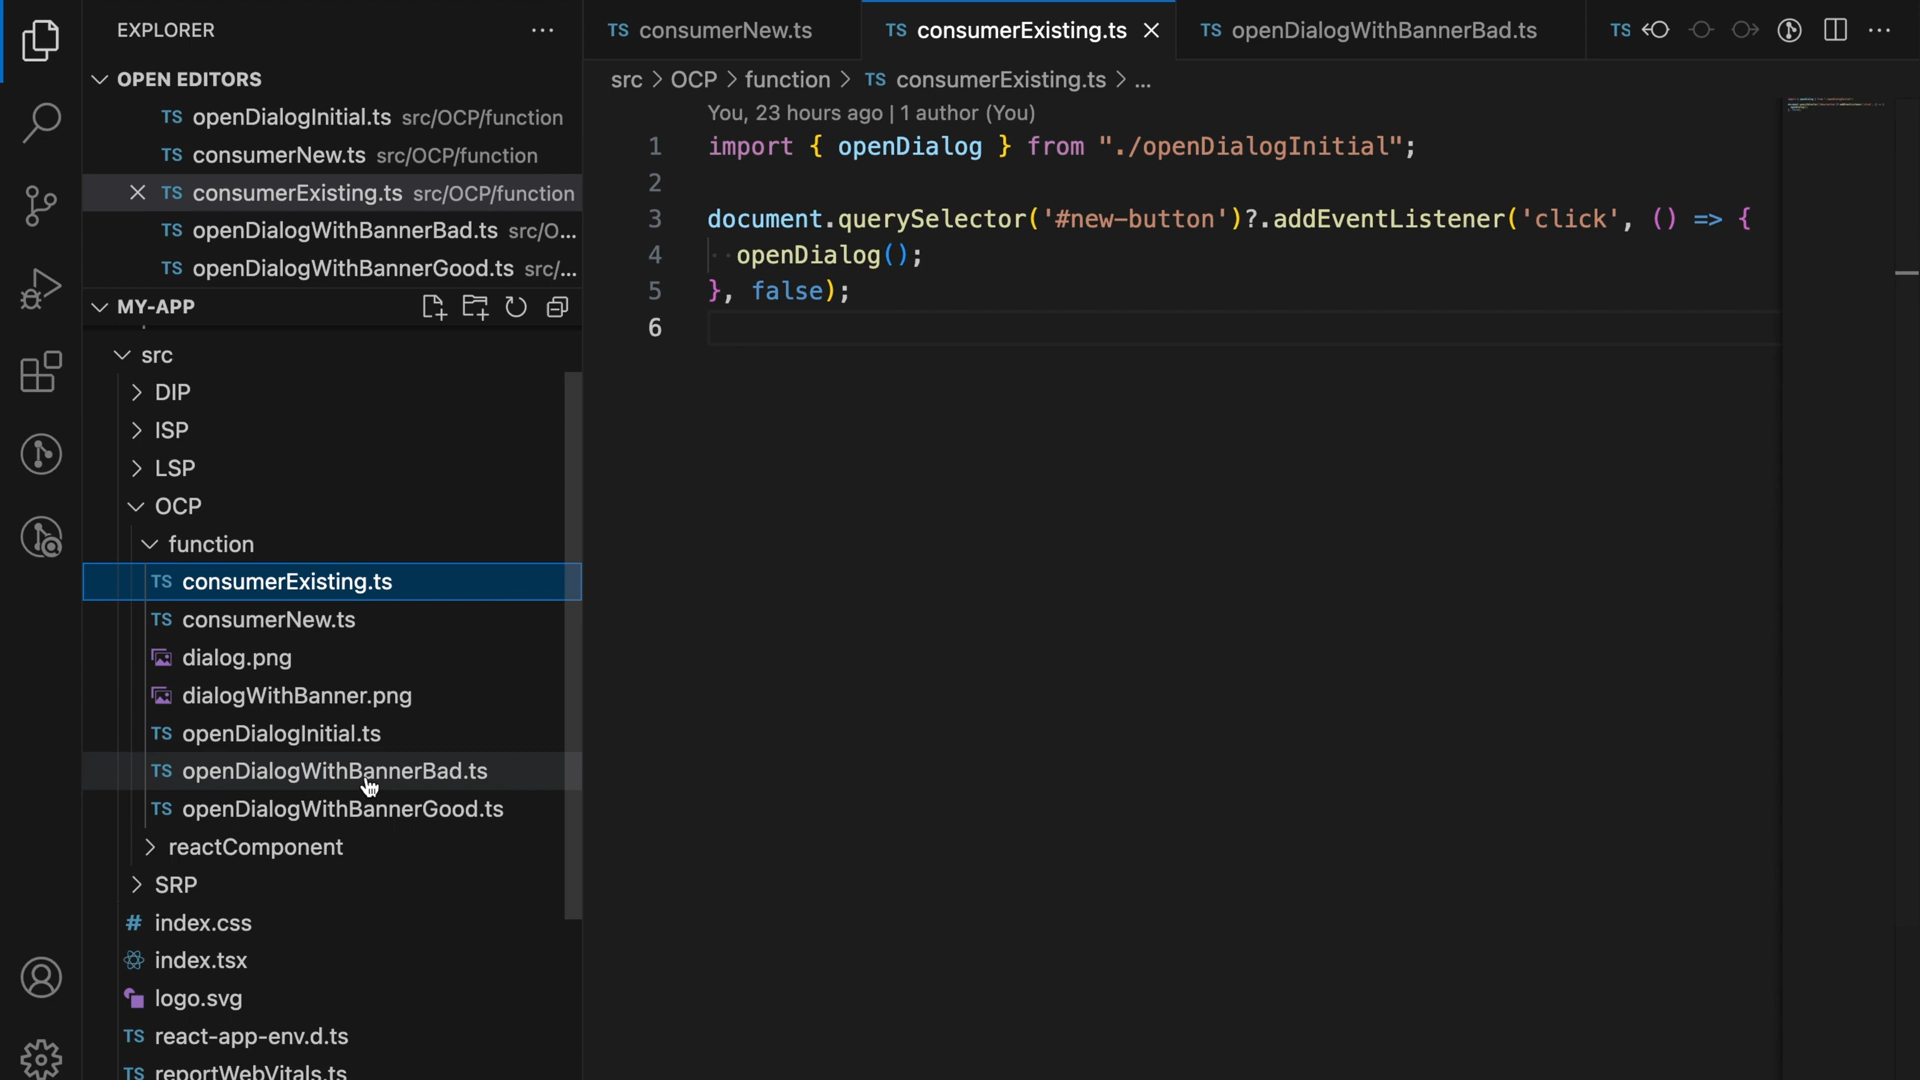 EXPLORER
OPEN EDITORS
TS openDialogInitial.ts src/OCP/function
TS consumerNew.ts src/OCP/function
TS consumerExisting.ts src/OCP/function
TS openDialogWithBannerBad.ts src/O...
TS openDialogWithBannerGood.ts src/...
MY-APP
src
DIP
ISP
LSP
OCP
function
TS consumerExisting.ts
TS consumerNew.ts
dialog.png
dialogWithBanner.png
TS openDialogInitial.ts
TS openDialogWithBannerBad.ts
TS openDialogWithBannerGood.ts
reactComponent
SRP
# index.css
index.tsx
logo.svg
TS react-app-env.d.ts
TS reportWebVitals.ts
TS consumerNew.ts TS consumerExisting.ts TS openDialogWithBannerBad.ts TS
src > OCP > function > TS consumerExisting.ts > ...
You, 23 hours ago | 1 author (You)
1 import { openDialog } from "./openDialogInitial";
2
3 document.querySelector('#new-button')?.addEventListener('click', () => {
4 openDialog();
5 }, false);
6